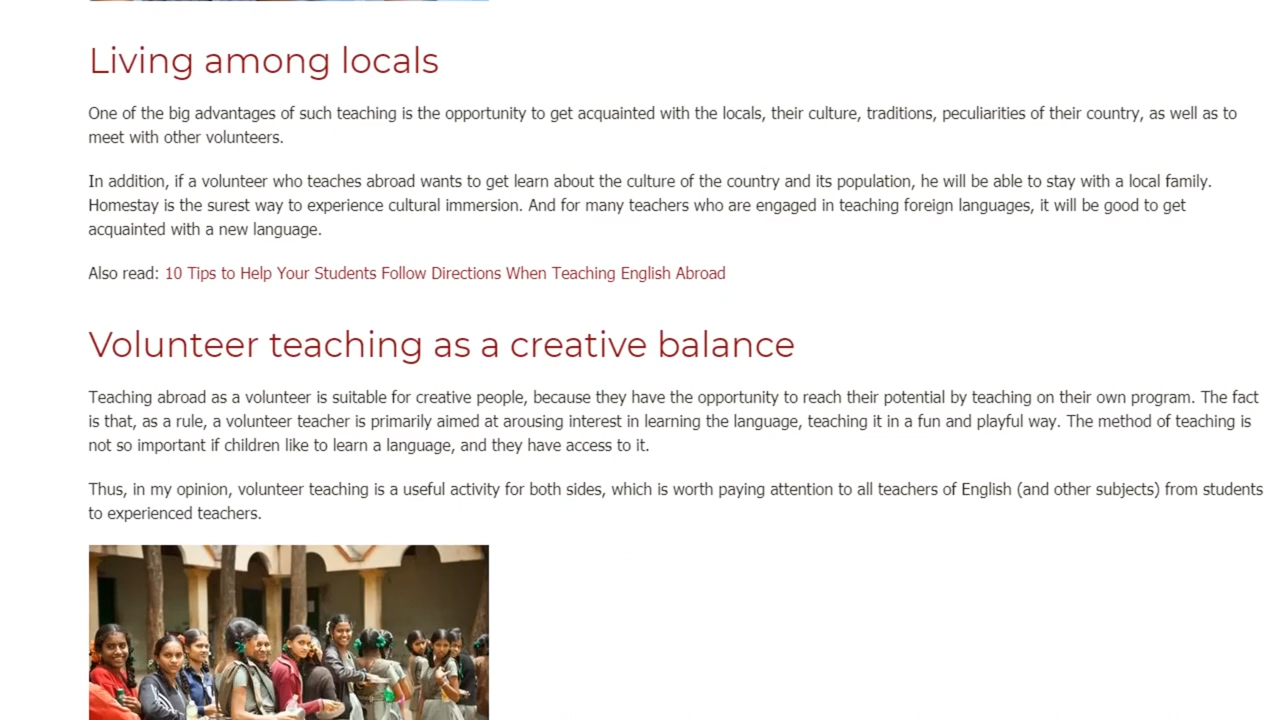 Living among locals
One of the big advantages of such teaching is the opportunity to get acquainted with the locals, their culture, traditions, peculiarities of their country, as well as to
meet with other volunteers.
In addition, if a volunteer who teaches abroad wants to get learn about the culture of the country and its population, he will be able to stay with a local family.
Homestay is the surest way to experience cultural immersion. And for many teachers who are engaged in teaching foreign languages, it will be good to get
acquainted with a new language.
Also read: 10 Tips to Help Your Students Follow Directions When Teaching English Abroad
Volunteer teaching as a creative balance
Teaching abroad as a volunteer is suitable for creative people, because they have the opportunity to reach their potential by teaching on their own program. The fact
is that, as a rule, a volunteer teacher is primarily aimed at arousing interest in learning the language, teaching it in a fun and playful way. The method of teaching is
not so important if children like to learn a language, and they have access to it.
Thus, in my opinion, volunteer teaching is a useful activity for both sides, which is worth paying attention to all teachers of English (and other subjects) from students
to experienced teachers.